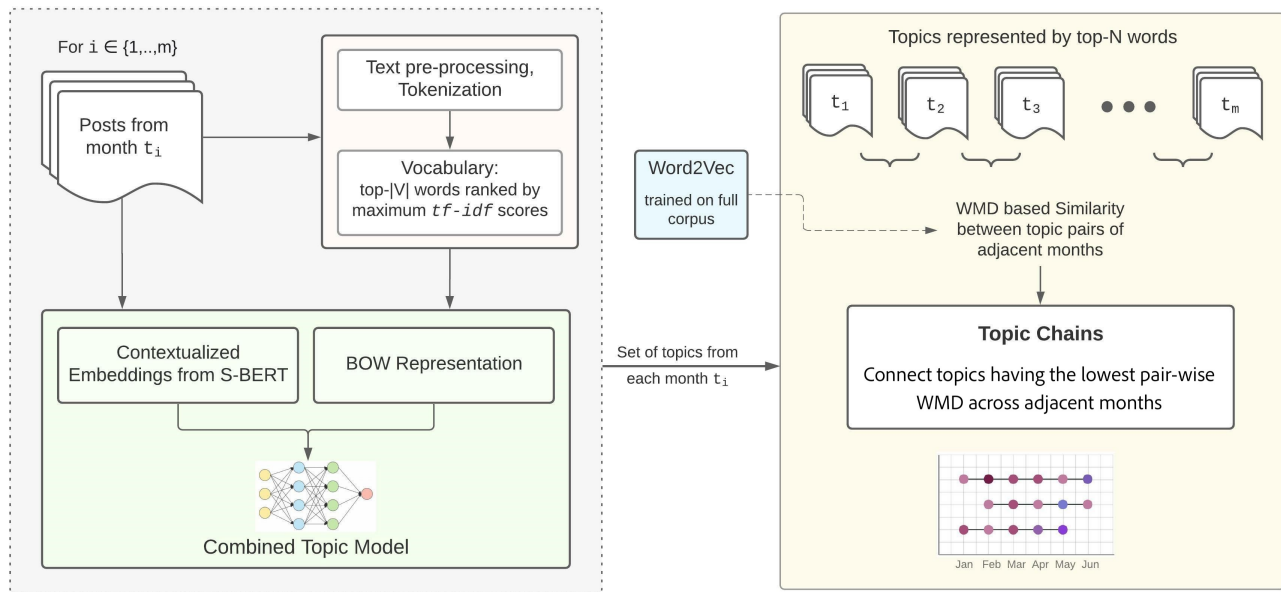 For i ∈ {1,..,m}
Posts from
month tᵢ
Text pre-processing,
Tokenization
Vocabulary:
top-|V| words ranked by
maximum tf-idf scores
Contextualized
Embeddings from S-BERT
BOW Representation
Combined Topic Model
Set of topics from
each month tᵢ
Word2Vec
trained on full
corpus
Topics represented by top-N words
t₁
t₂
t₃
tₘ
WMD based Similarity
between topic pairs of
adjacent months
Topic Chains
Connect topics having the lowest pair-wise
WMD across adjacent months
Jan Feb Mar Apr May Jun